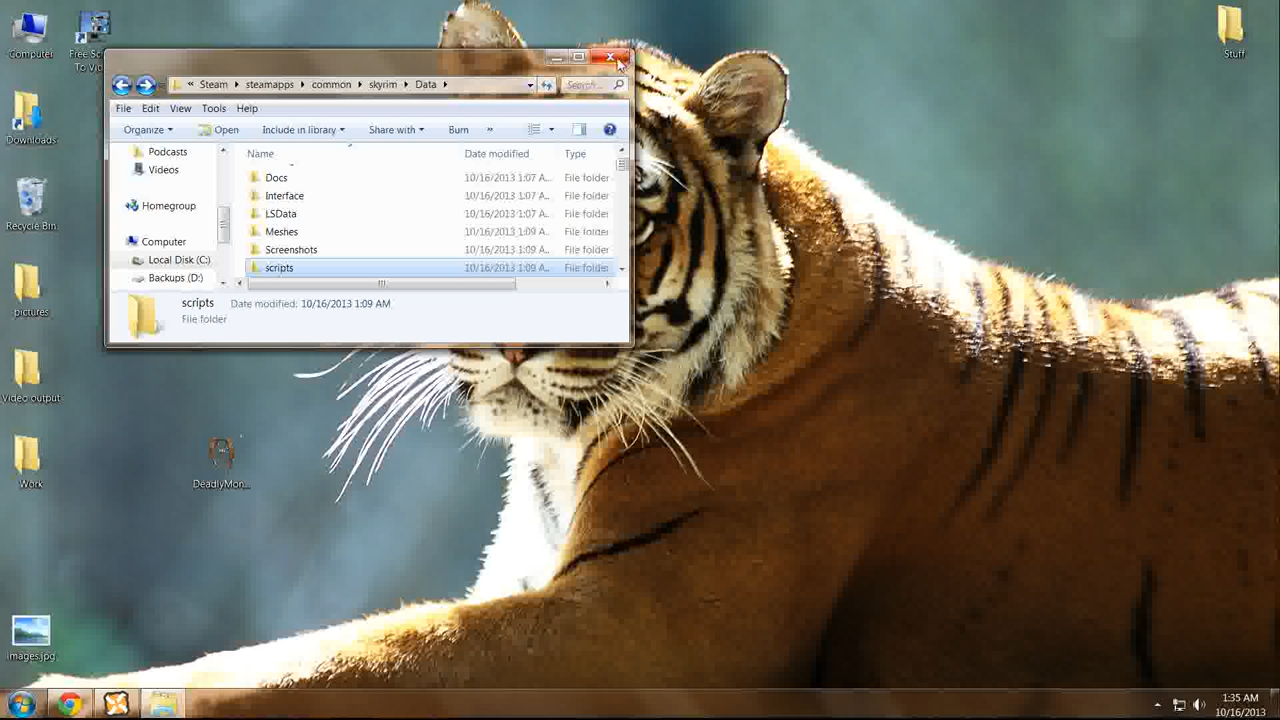 Computer
Free Sc
To Vid
Stuff
Downloads
Recycle Bin
pictures
Video output
Work
images.jpg
DeadlyMon...
« Steam steamapps common skyrim Data
Search...
File Edit View Tools Help
Organize Open Include in library Share with Burn »
Podcasts
Videos
Homegroup
Computer
Local Disk (C:)
Backups (D:)
Name Date modified Type
Docs 10/16/2013 1:07 A... File folder
Interface 10/16/2013 1:07 A... File folder
LSData 10/16/2013 1:07 A... File folder
Meshes 10/16/2013 1:09 A... File folder
Screenshots 10/16/2013 1:09 A... File folder
scripts 10/16/2013 1:09 A... File folder
scripts Date modified: 10/16/2013 1:09 AM
File folder
1:35 AM
10/16/2013